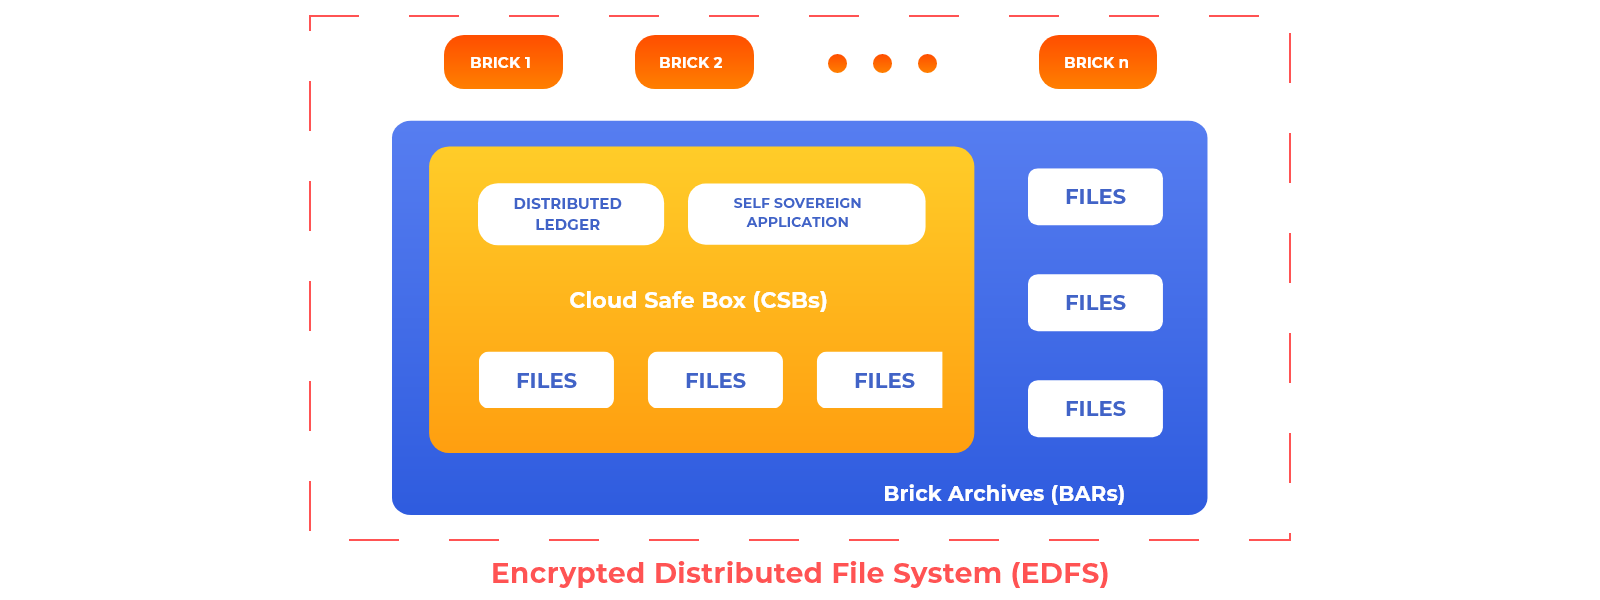 BRICK 1
BRICK 2
BRICK n
DISTRIBUTED
LEDGER
SELF SOVEREIGN
APPLICATION
FILES
Cloud Safe Box (CSBs)
FILES
FILES
FILES
FILES
FILES
Brick Archives (BARs)
Encrypted Distributed File System (EDFS)